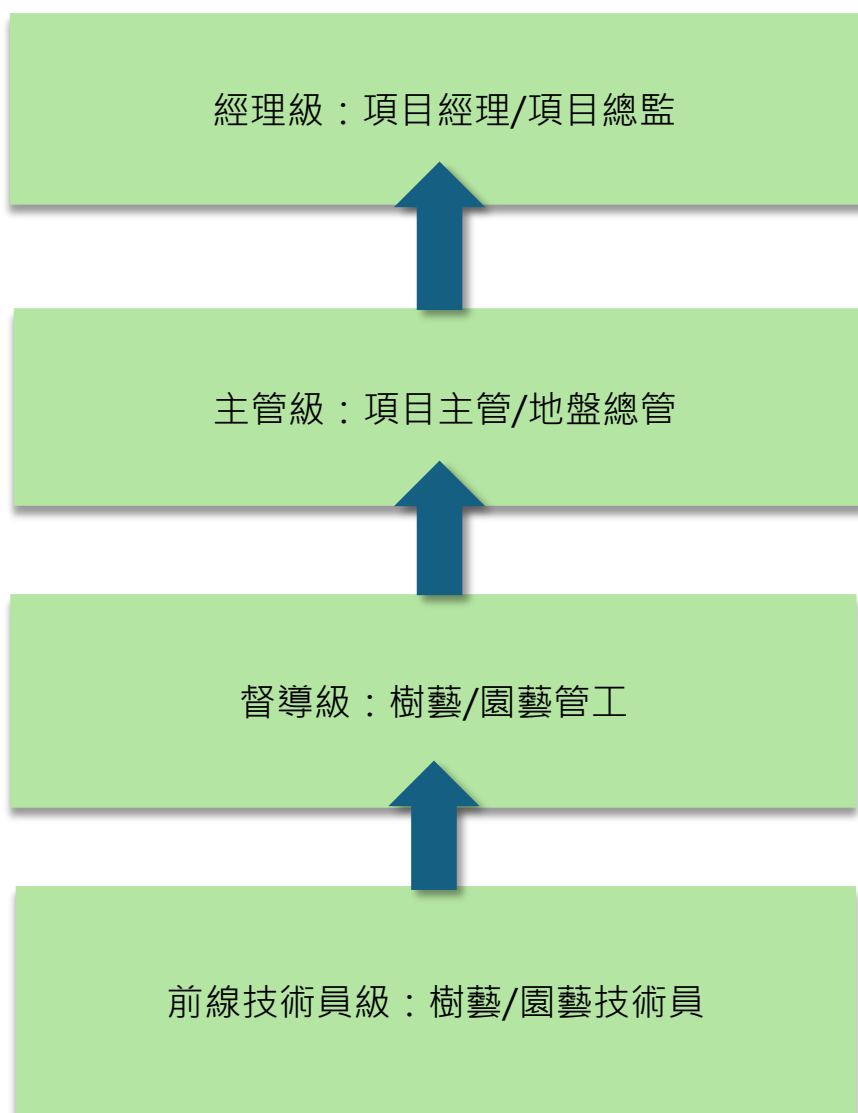 經理級：項目經理/項目總監
主管級：項目主管/地盤總管
督導級：樹藝/園藝管工
前線技術員級：樹藝/園藝技術員